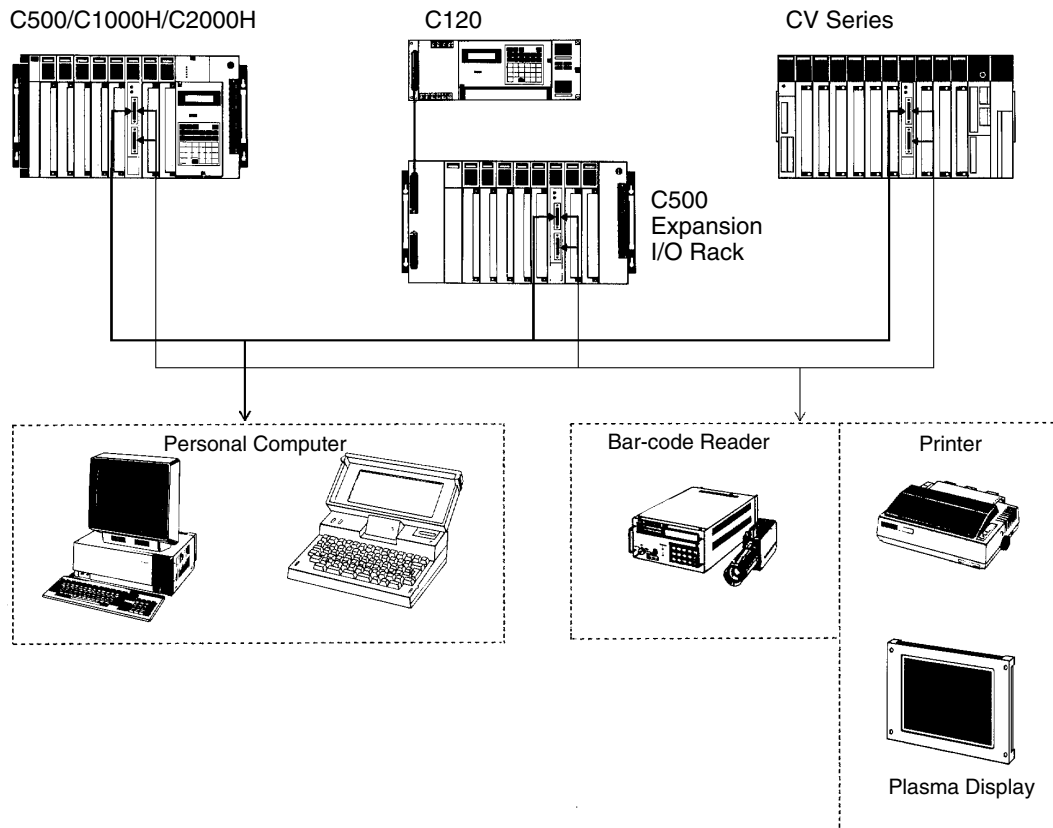 C500/C1000H/C2000H
C120
CV Series
C500
Expansion
I/O Rack
Personal Computer
Bar-code Reader
Printer
Plasma Display